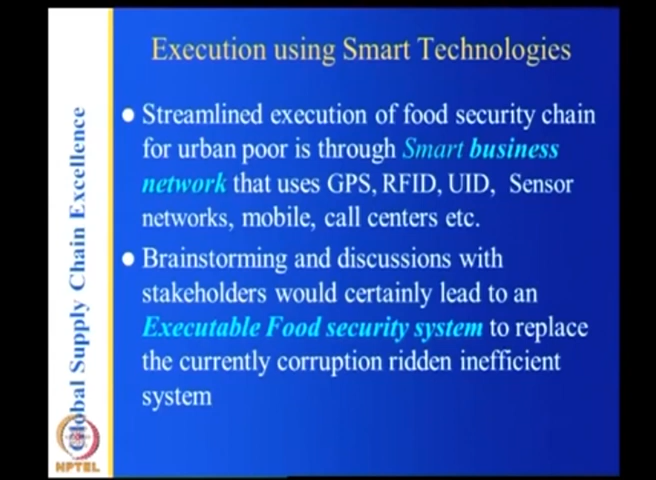 Execution using Smart Technologies
Streamlined execution of food security chain
for urban poor is through Smart business
network that uses GPS, RFID, UID, Sensor
networks, mobile, call centers etc.
Brainstorming and discussions with
stakeholders would certainly lead to an
Executable Food security system to replace
the currently corruption ridden inefficient
system
Global Supply Chain Excellence
NPTEL